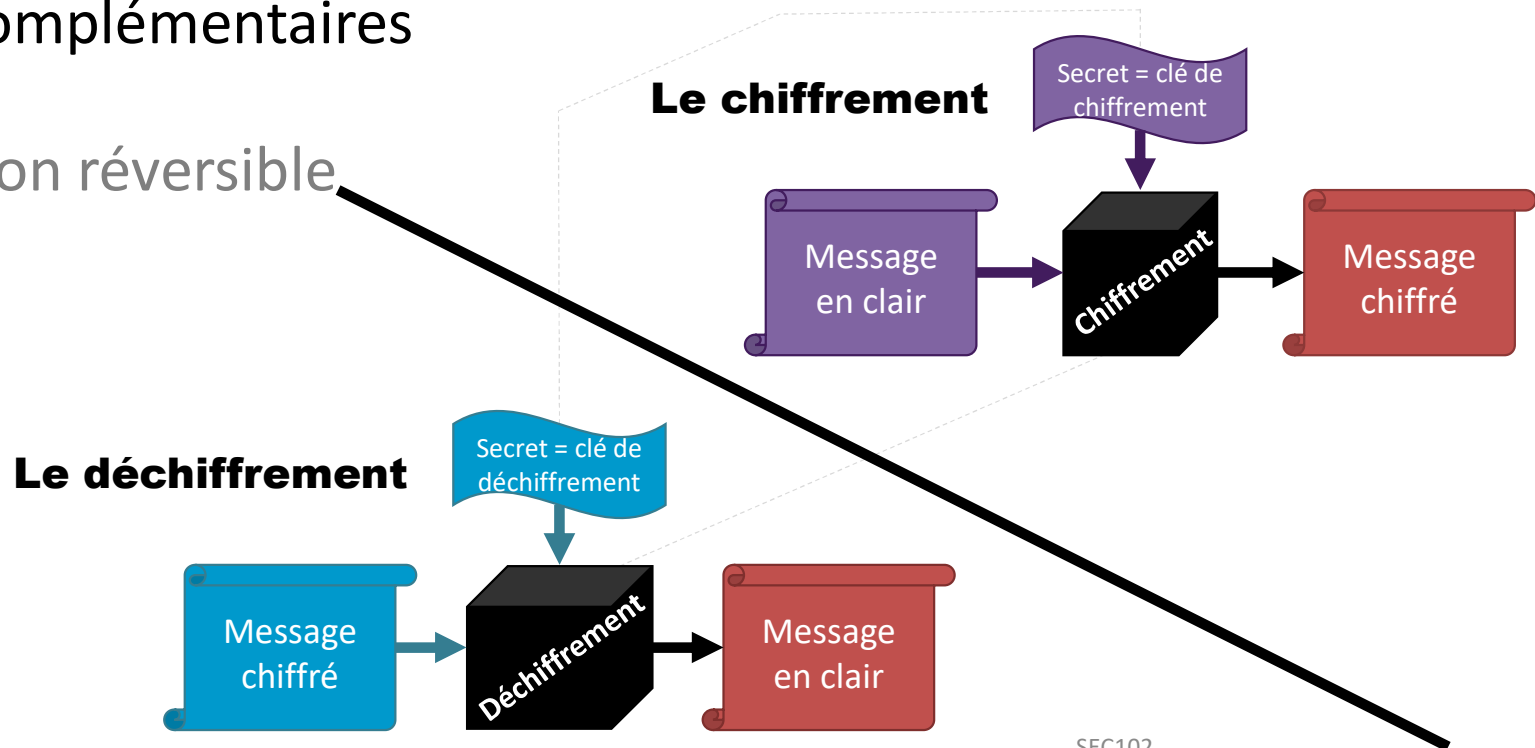 omplémentaires
on réversible
Le chiffrement
Secret = clé de
chiffrement
Message
en clair
Chiffrement
Message
chiffré
Le déchiffrement
Secret = clé de
déchiffrement
Message
chiffré
Déchiffrement
Message
en clair
SEC102